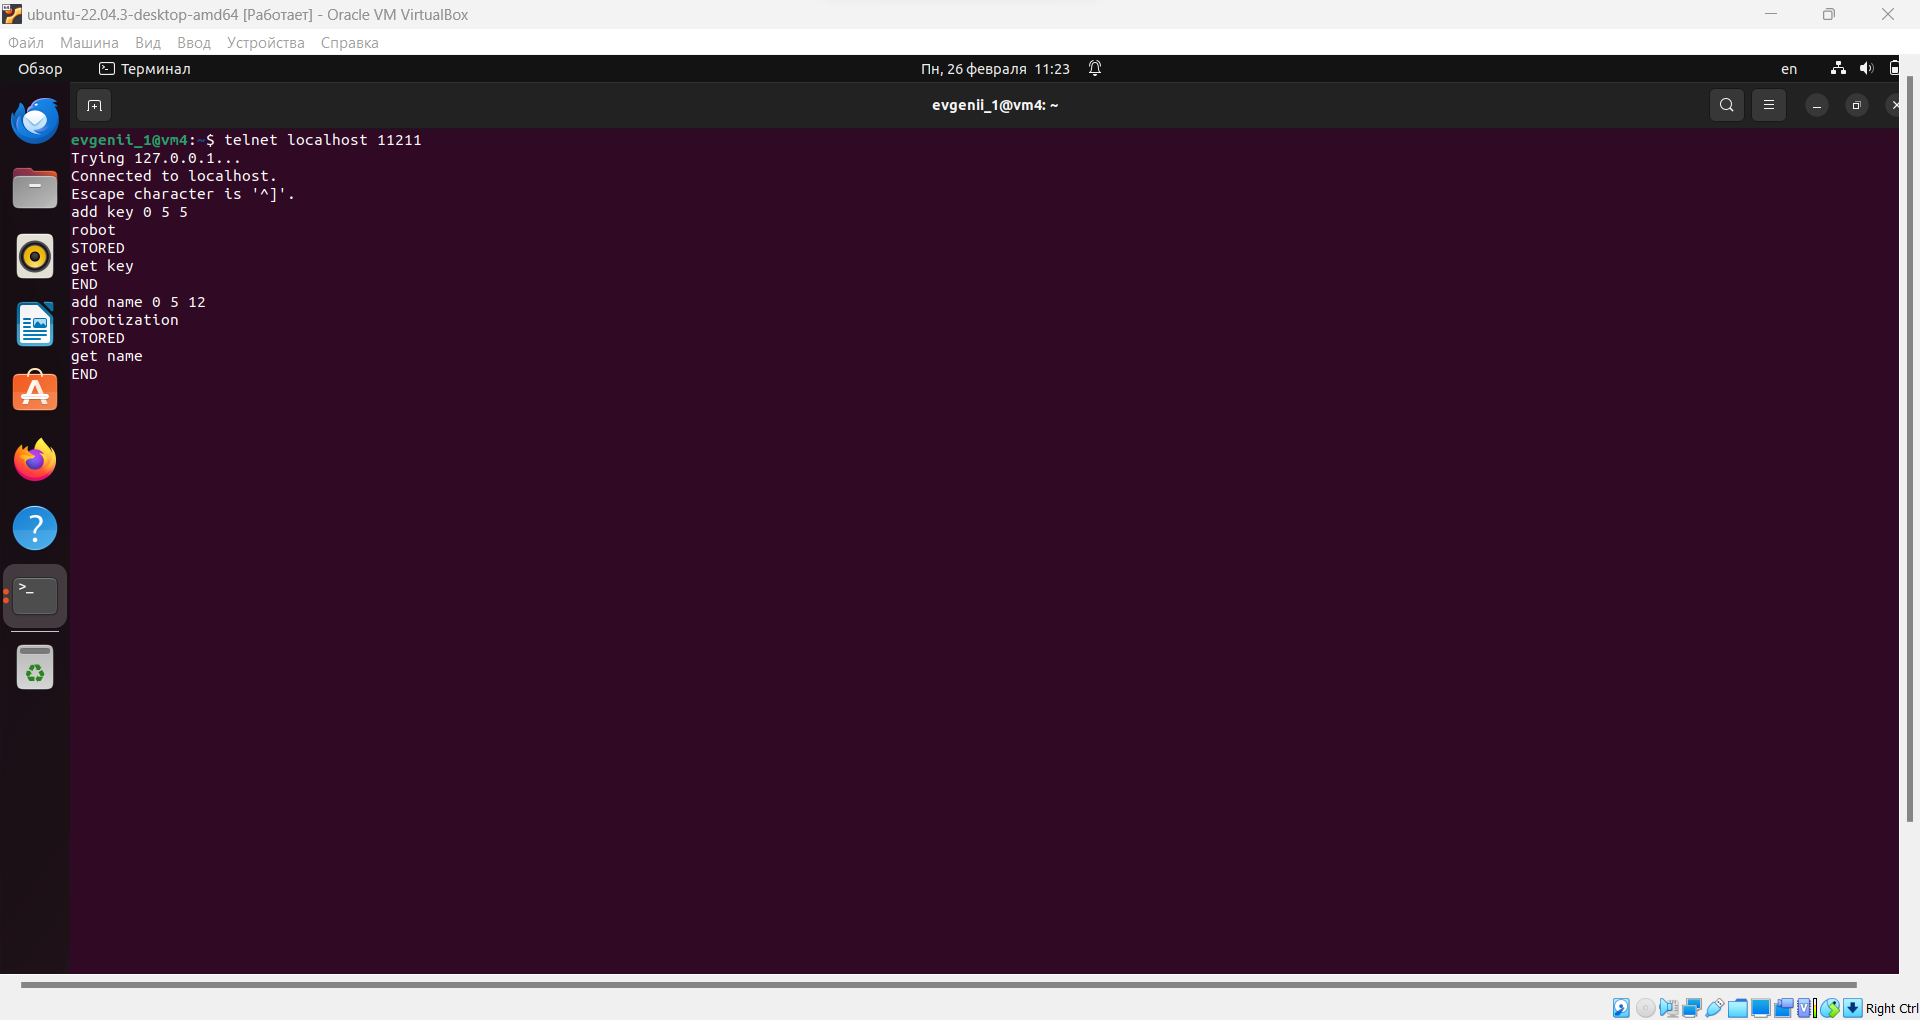 ubuntu-22.04.3-desktop-amd64 [Работает] - Oracle VM VirtualBox
Файл Машина Вид Ввод Устройства Справка
Обзор Терминал Пн, 26 февраля 11:23 en
evgenii_1@vm4: ~
evgenii_1@vm4:~$ telnet localhost 11211
Trying 127.0.0.1...
Connected to localhost.
Escape character is '^]'.
add key 0 5 5
robot
STORED
get key
END
add name 0 5 12
robotization
STORED
get name
END
Right Ctrl